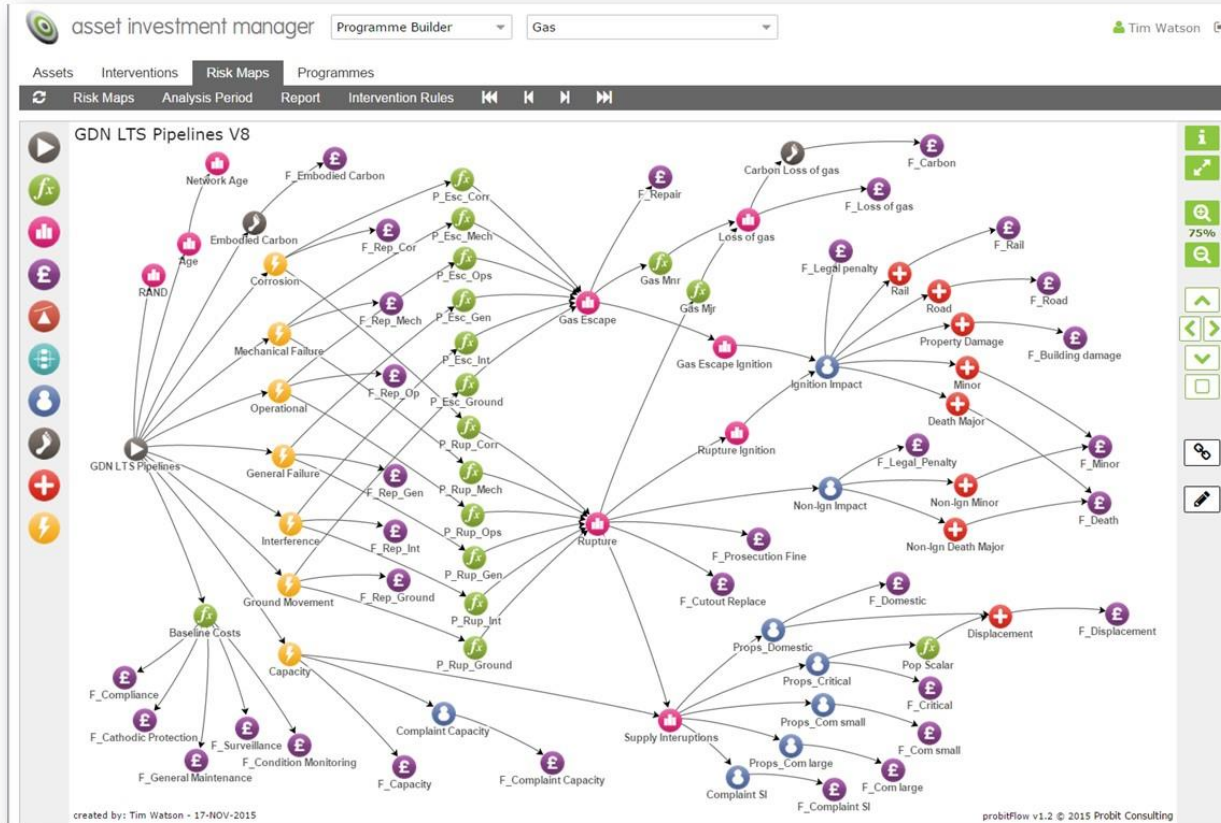 asset investment manager
Programme Builder
Gas
Tim Watson
Assets Interventions Risk Maps Programmes
Risk Maps Analysis Period Report Intervention Rules
GDN LTS Pipelines V8
75%
Network Age
F_Embodied Carbon
Embodied Carbon
Age
RAND
P_Esc_Corr
F_Repair
Carbon Loss of gas
F_Carbon
F_Loss of gas
Loss of gas
P_Esc_Mech
F_Rep_Cor
Corrosion
P_Esc_Ops
Gas Mnr
Gas Mjr
F_Legal penalty
F_Rail
Rail
Road
F_Road
F_Rep_Mech
P_Esc_Gen
Gas Escape
Mechanical Failure
P_Esc_Int
Gas Escape Ignition
Property Damage
F_Building damage
Ignition Impact
Minor
F_Rep_Op
Operational
P_Esc_Ground
Death Major
P_Rup_Corr
Rupture Ignition
F_Legal_Penalty
F_Minor
GDN LTS Pipelines
General Failure
F_Rep_Gen
P_Rup_Mech
Non-Ign Impact
Non-Ign Minor
F_Death
P_Rup_Ops
Interference
F_Rep_Int
Rupture
F_Prosecution Fine
Non-Ign Death Major
P_Rup_Gen
Ground Movement
F_Rep_Ground
F_Cutout Replace
F_Domestic
P_Rup_Int
Baseline Costs
Props_Domestic
Displacement
F_Displacement
Capacity
P_Rup_Ground
Pop Scalar
Props_Critical
F_Critical
F_Compliance
F_Cathodic Protection
F_Surveillance
Complaint Capacity
Supply Interuptions
Props_Com small
F_Com small
F_General Maintenance
F_Condition Monitoring
F_Capacity
F_Complaint Capacity
Props_Com large
F_Com large
Complaint SI
F_Complaint SI
created by: Tim Watson - 17-NOV-2015
probitFlow v1.2 © 2015 Probit Consulting